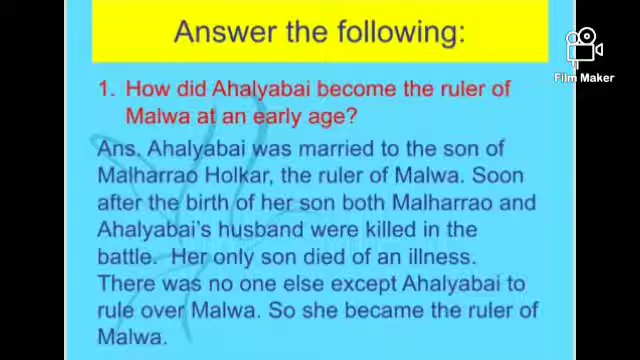 Answer the following:
Film Maker
1. How did Ahalyabai become the ruler of
Malwa at an early age?
Ans. Ahalyabai was married to the son of
Malharrao Holkar, the ruler of Malwa. Soon
after the birth of her son both Malharrao and
Ahalyabai's husband were killed in the
battle. Her only son died of an illness.
There was no one else except Ahalyabai to
rule over Malwa. So she became the ruler of
Malwa.